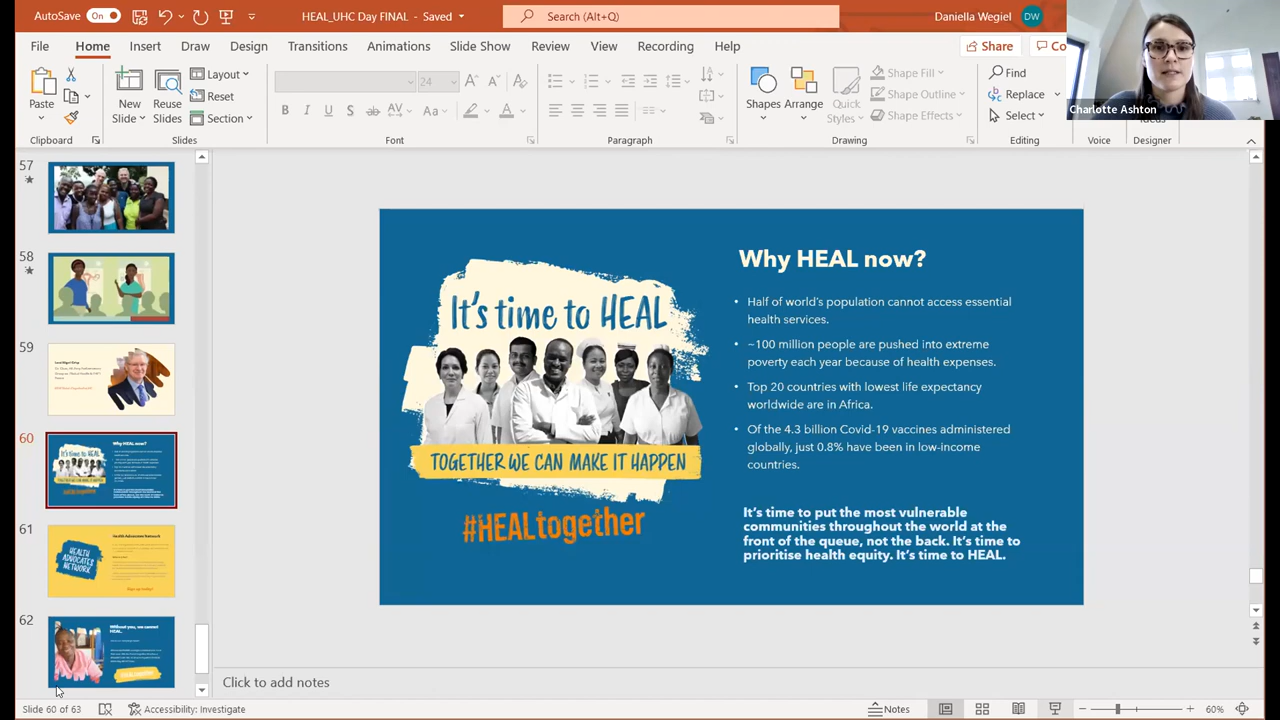 AutoSave On HEAL_UHC Day FINAL - Saved Search (Alt+Q) Daniella Wegiel DW
File Home Insert Draw Design Transitions Animations Slide Show Review View Recording Help Share Co
Paste New Slide Reuse Slides Layout Reset Section 24 Shapes Arrange Quick Styles Shape Fill Shape Outline Shape Effects Find Replace Select
Charlotte Ashton
Clipboard Slides Font Paragraph Drawing Editing Voice Designer
57
58
59
60
61
HEALTH ADVOCATES NETWORK
Health Advocates Network
62
Without you, we cannot HEAL.
It's time to HEAL
TOGETHER WE CAN MAKE IT HAPPEN
#HEALtogether
Why HEAL now?
• Half of world's population cannot access essential
health services.
• ~100 million people are pushed into extreme
poverty each year because of health expenses.
• Top 20 countries with lowest life expectancy
worldwide are in Africa.
• Of the 4.3 billion Covid-19 vaccines administered
globally, just 0.8% have been in low-income
countries.
It's time to put the most vulnerable
communities throughout the world at the
front of the queue, not the back. It's time to
prioritise health equity. It's time to HEAL.
Click to add notes
Slide 60 of 63 Accessibility: Investigate Notes 60%